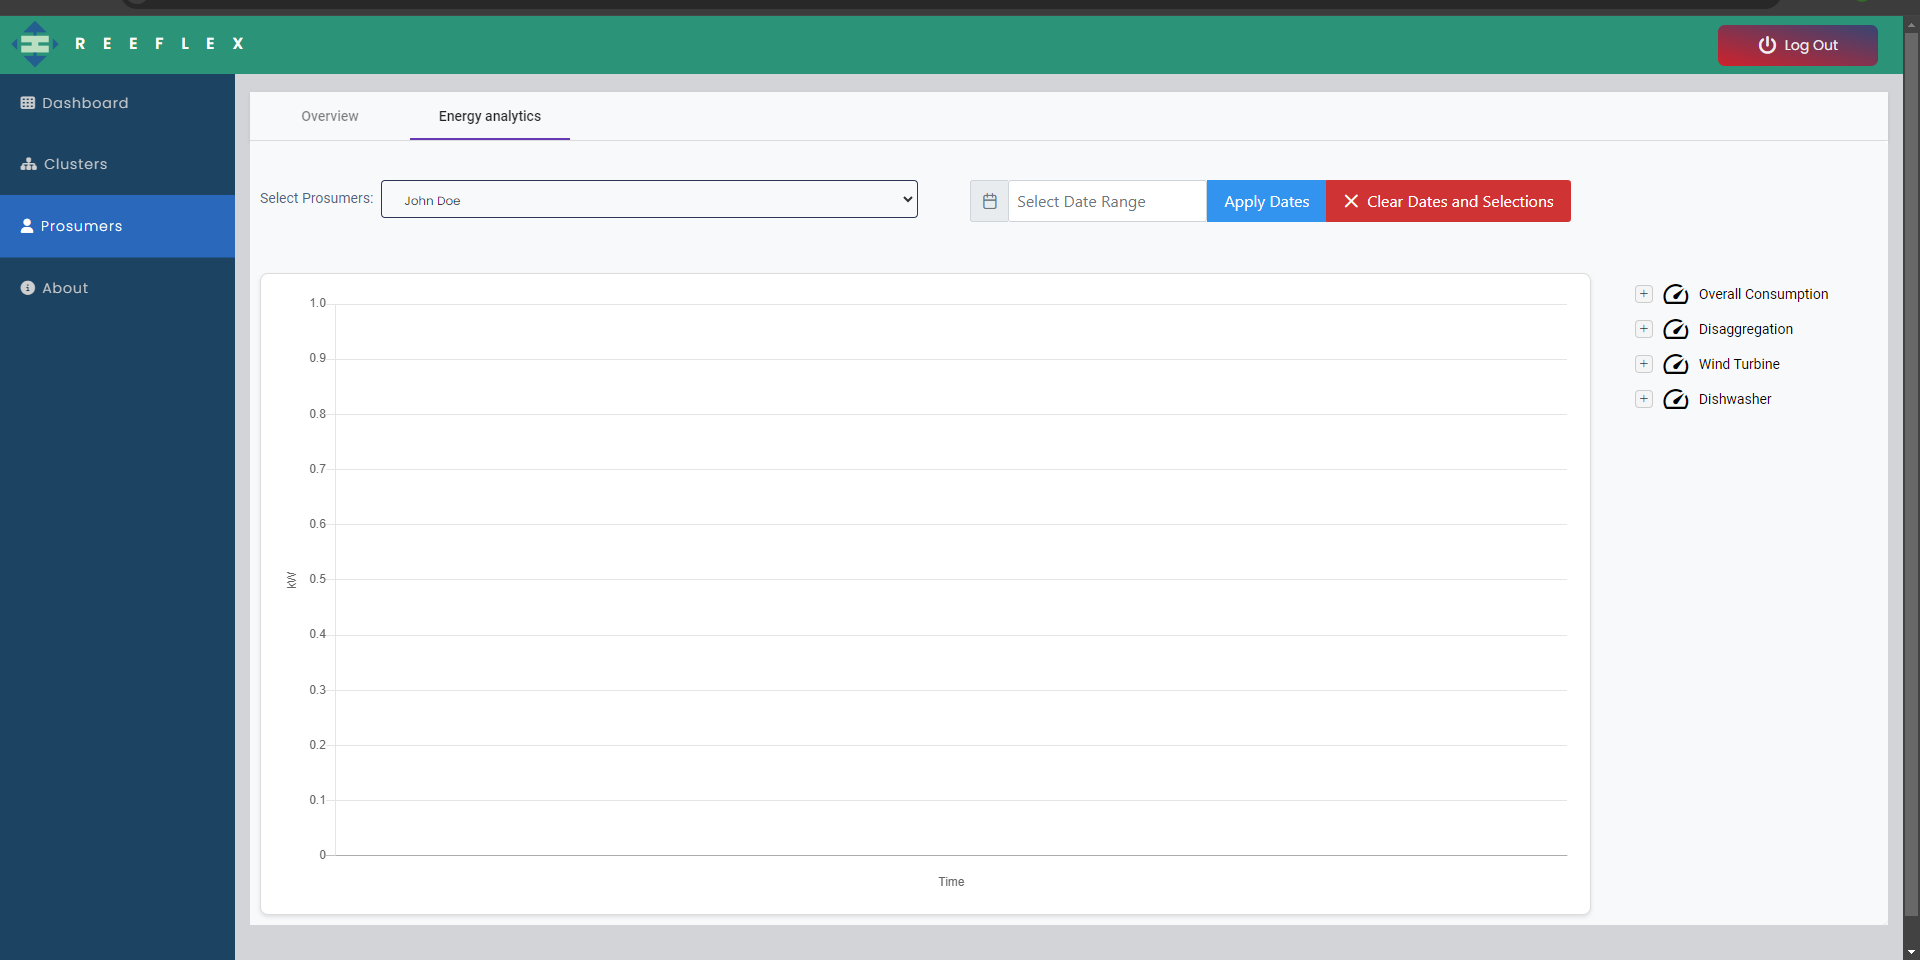 R E E F L E X
Log Out
Dashboard
Clusters
Prosumers
About
Overview
Energy analytics
Select Prosumers:
John Doe
Select Date Range
Apply Dates
Clear Dates and Selections
1.0
0.9
0.8
0.7
0.6
0.5
0.4
0.3
0.2
0.1
0
kW
Time
Overall Consumption
Disaggregation
Wind Turbine
Dishwasher